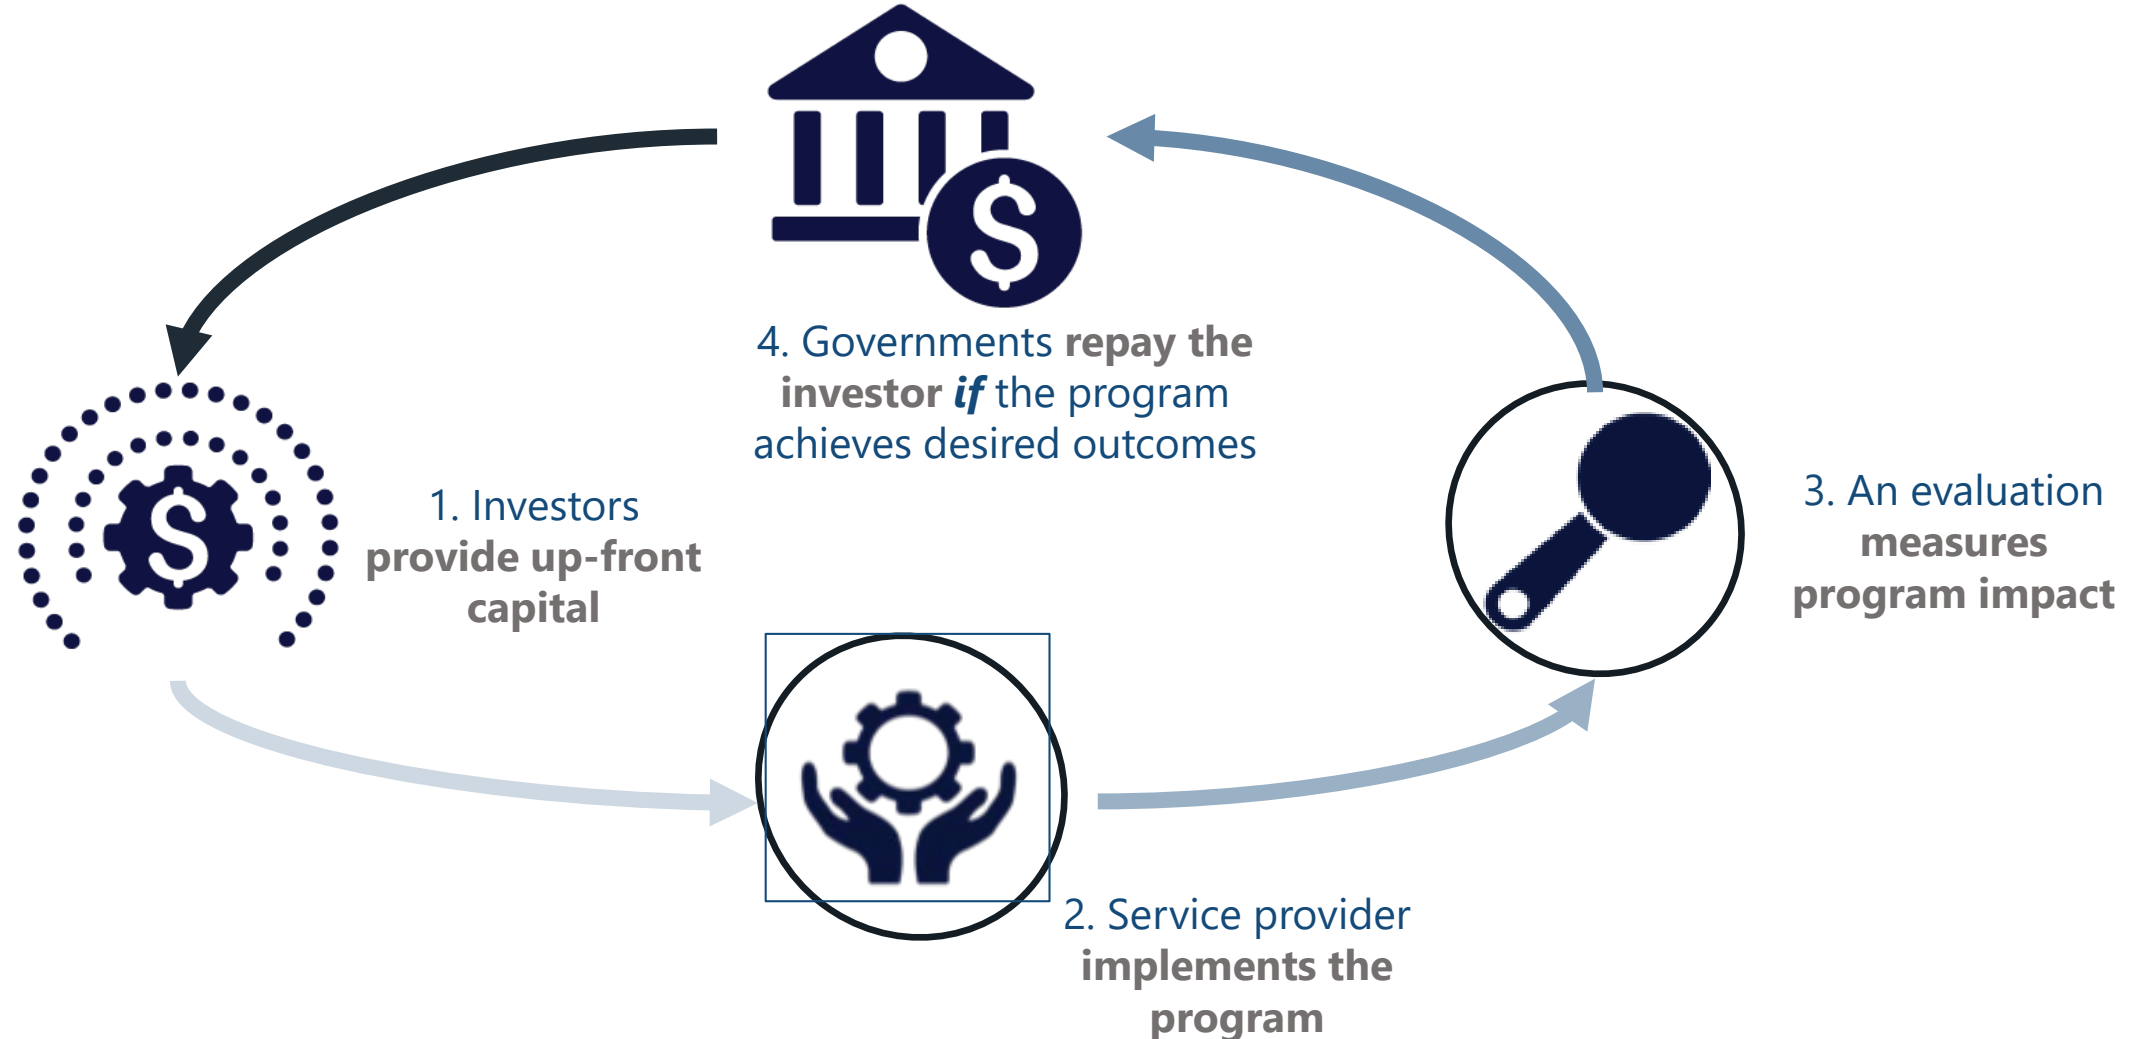 1. Investors
provide up-front
capital
2. Service provider
implements the
program
3. An evaluation
measures
program impact
4. Governments repay the
investor if the program
achieves desired outcomes
$
$